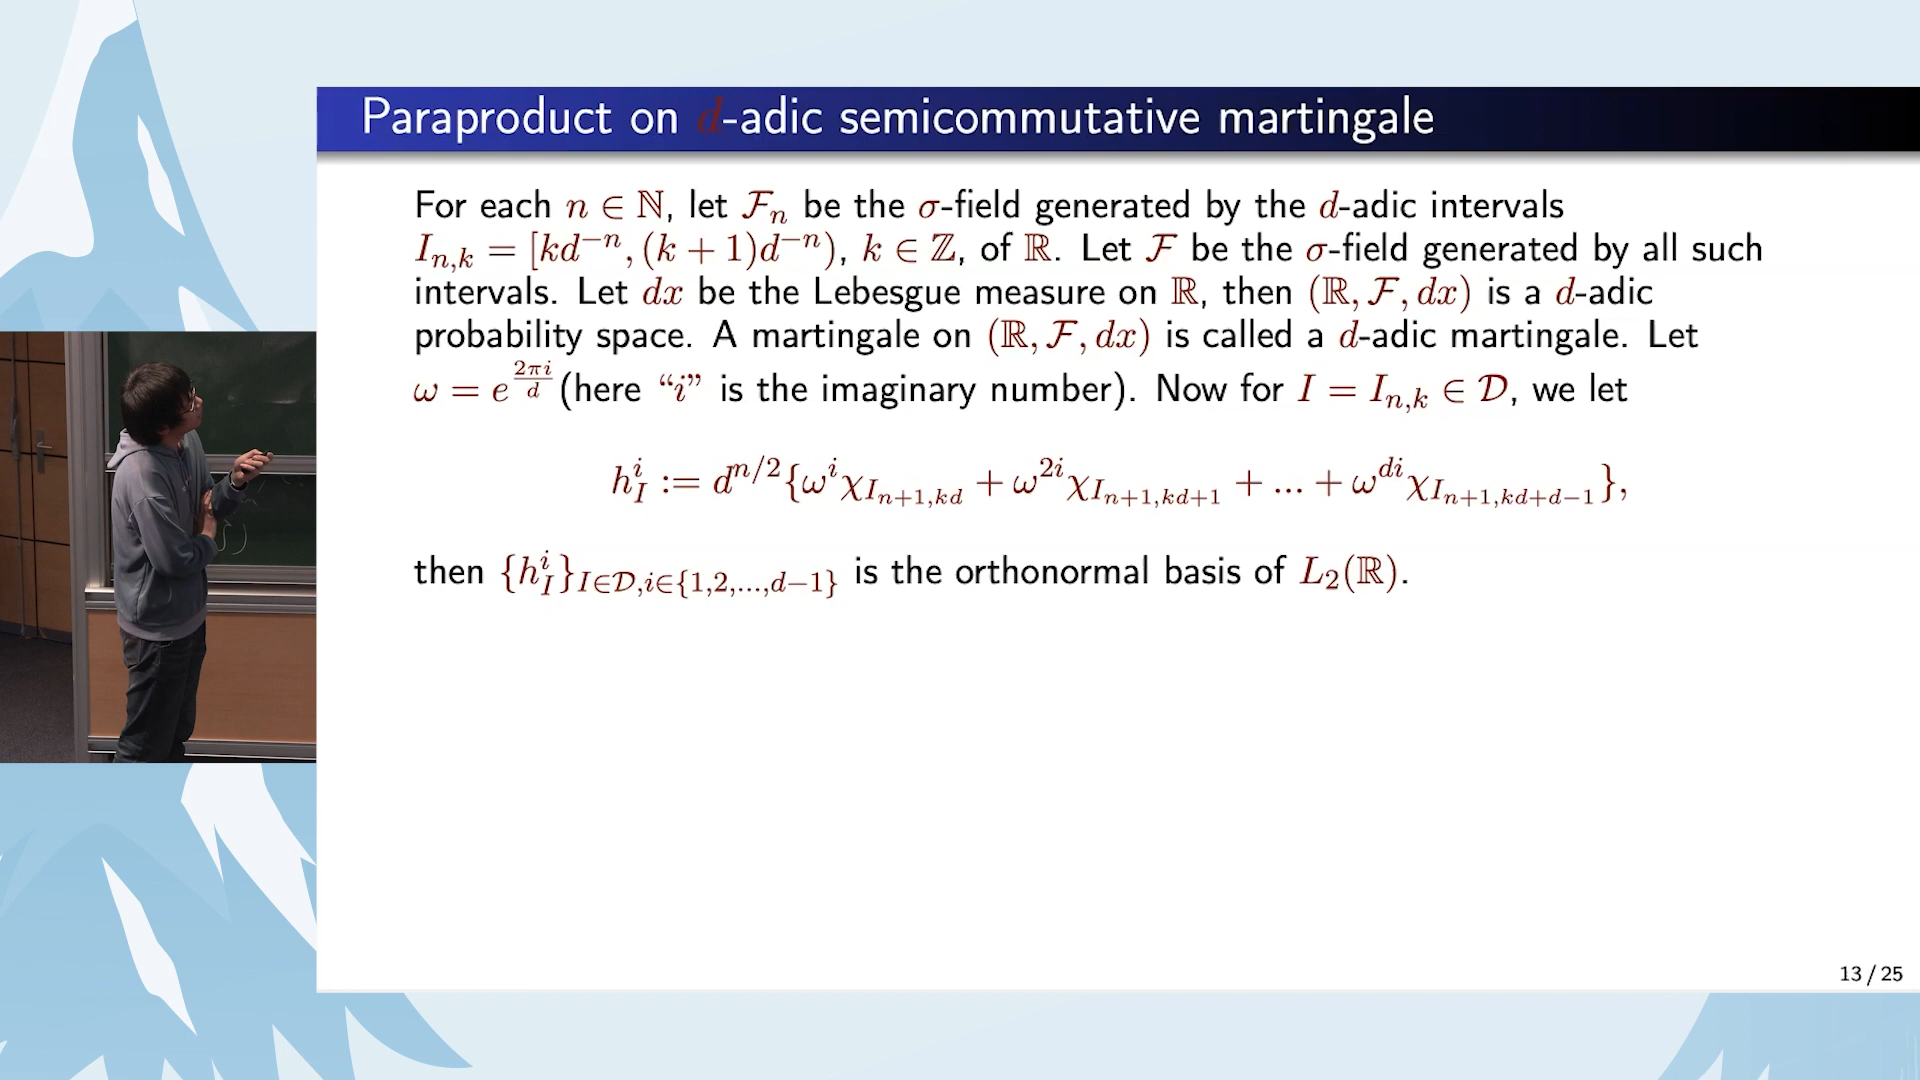 Paraproduct on d-adic semicommutative martingale
For each n ∈ ℕ, let 𝓕ₙ be the σ-field generated by the d-adic intervals
I_{n,k} = [kd^{-n}, (k + 1)d^{-n}), k ∈ ℤ, of ℝ. Let 𝓕 be the σ-field generated by all such
intervals. Let dx be the Lebesgue measure on ℝ, then (ℝ, 𝓕, dx) is a d-adic
probability space. A martingale on (ℝ, 𝓕, dx) is called a d-adic martingale. Let
ω = e^{\frac{2πi}{d}} (here “i” is the imaginary number). Now for I = I_{n,k} ∈ 𝓓, we let
h_I^i := d^{n/2}{ω^i χ_{I_{n+1,kd}} + ω^{2i} χ_{I_{n+1,kd+1}} + ... + ω^{di} χ_{I_{n+1,kd+d−1}}},
then {h_I^i}_{I∈𝓓,i∈{1,2,...,d−1}} is the orthonormal basis of L₂(ℝ).
13 / 25